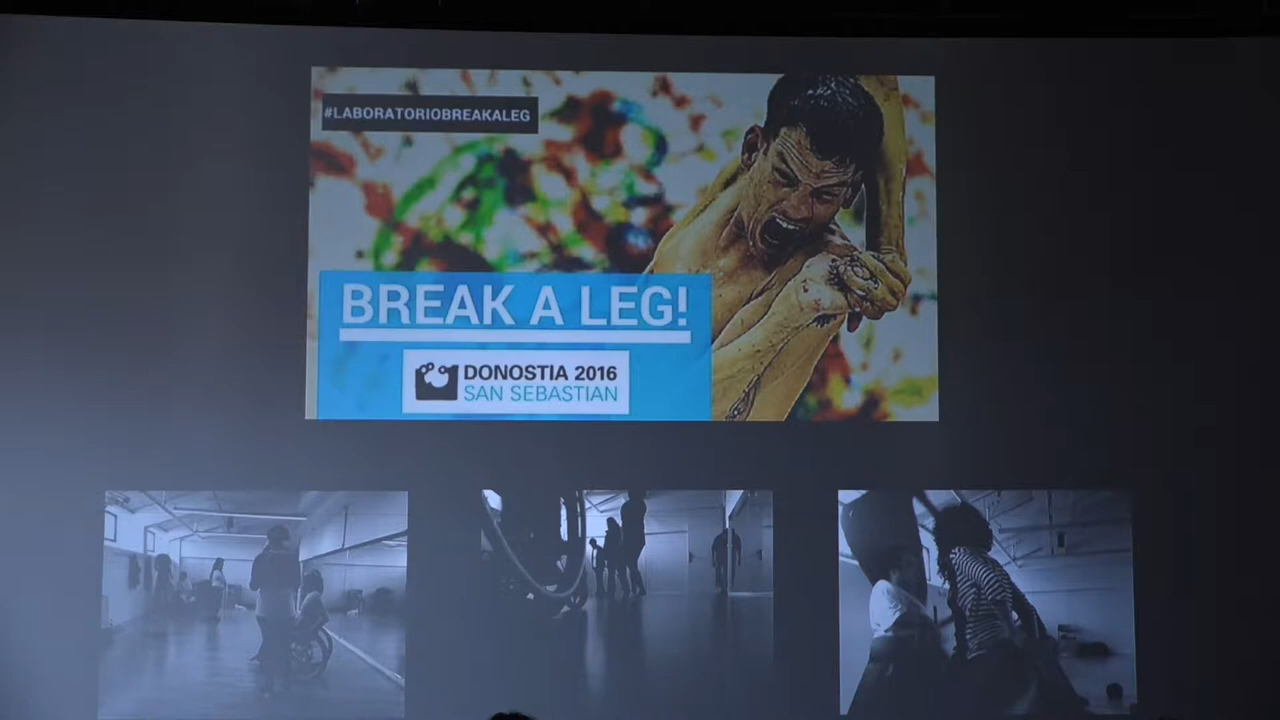 #LABORATORIOBREAKALEG
BREAK A LEG!
DONOSTIA 2016
SAN SEBASTIAN